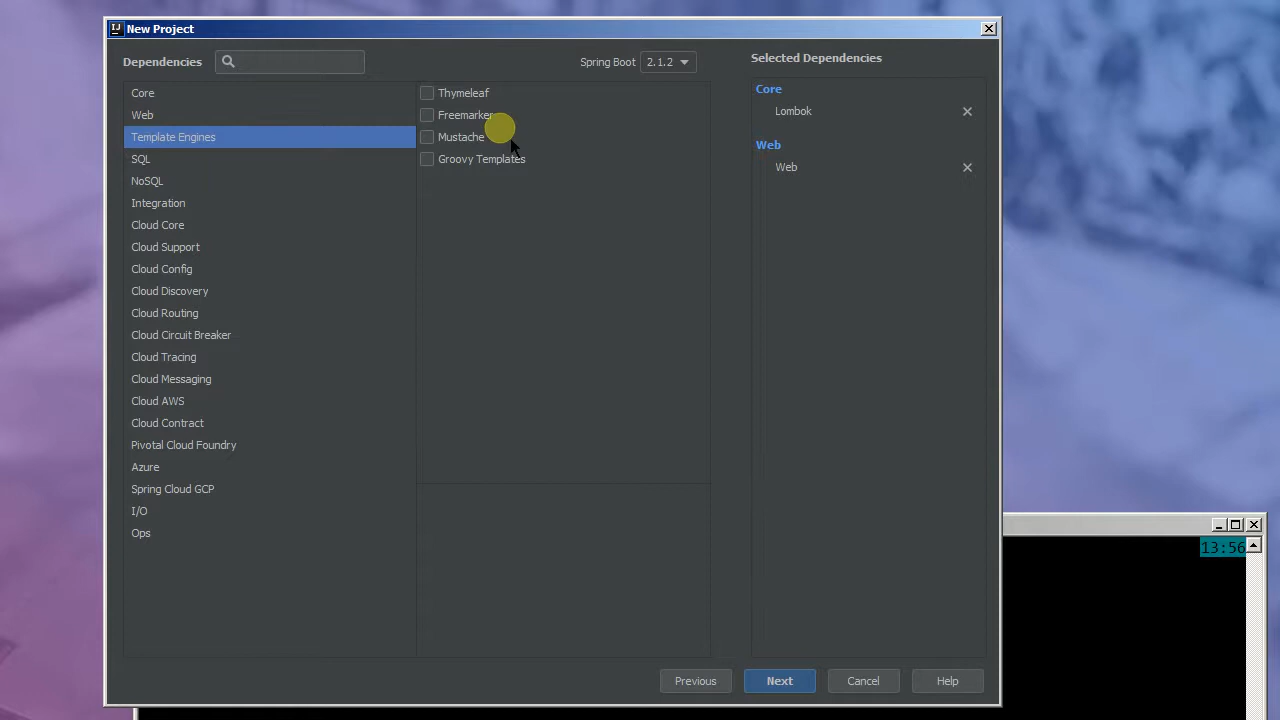 New Project
Dependencies
Spring Boot 2.1.2
Selected Dependencies
Core
Web
Template Engines
SQL
NoSQL
Integration
Cloud Core
Cloud Support
Cloud Config
Cloud Discovery
Cloud Routing
Cloud Circuit Breaker
Cloud Tracing
Cloud Messaging
Cloud AWS
Cloud Contract
Pivotal Cloud Foundry
Azure
Spring Cloud GCP
I/O
Ops
Thymeleaf
Freemarker
Mustache
Groovy Templates
Core
Lombok
Web
Web
Previous
Next
Cancel
Help
13:56